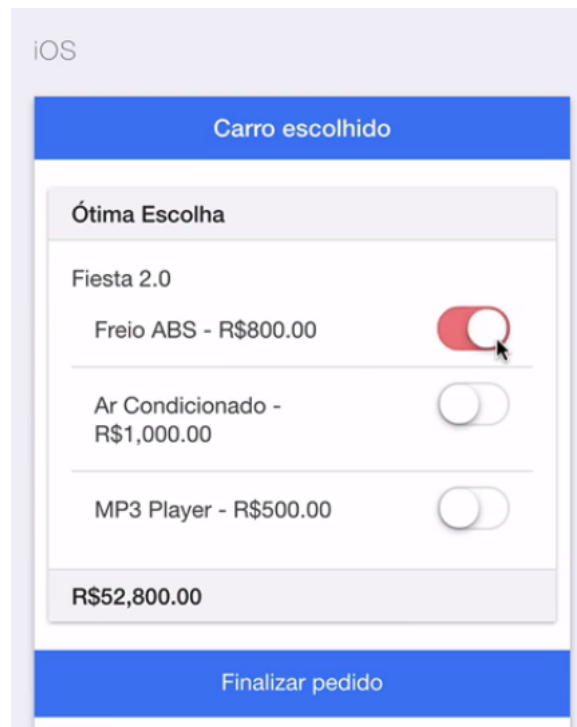 iOS
Carro escolhido
Ótima Escolha
Fiesta 2.0
Freio ABS - R$800.00
Ar Condicionado -
R$1,000.00
MP3 Player - R$500.00
R$52,800.00
Finalizar pedido